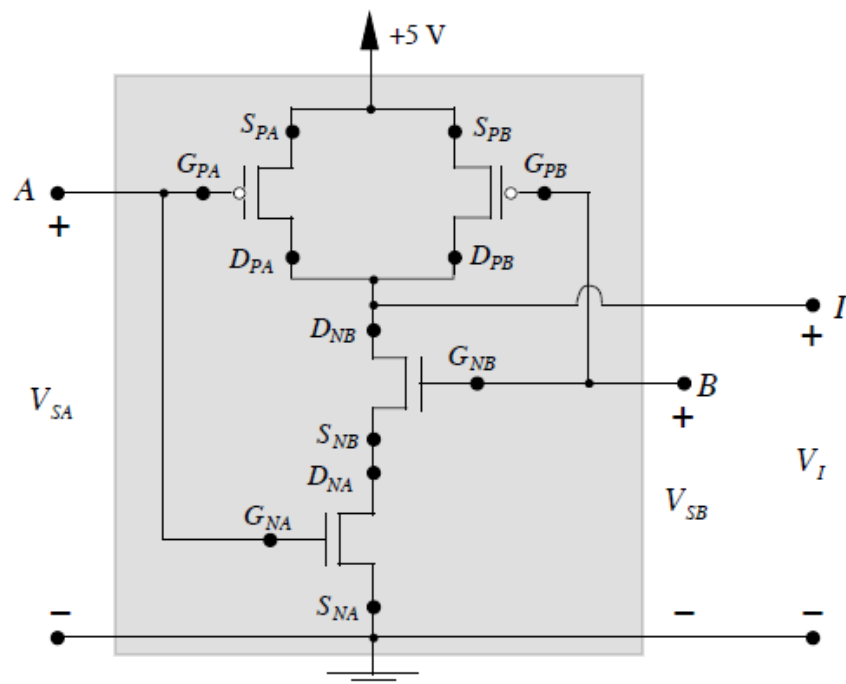 +5 V
S_PA S_PB
G_PA G_PB
A
+
D_PA D_PB
I
+
D_NB
G_NB
B
+
V_SA
S_NB
D_NA
V_I
V_SB
G_NA
S_NA
− − −